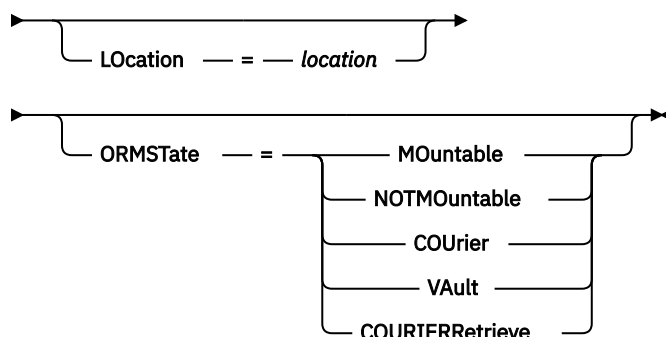 LOcation = location
ORMSTate = MOuntable
NOTMOuntable
COUrier
VAult
COURIERRetrieve